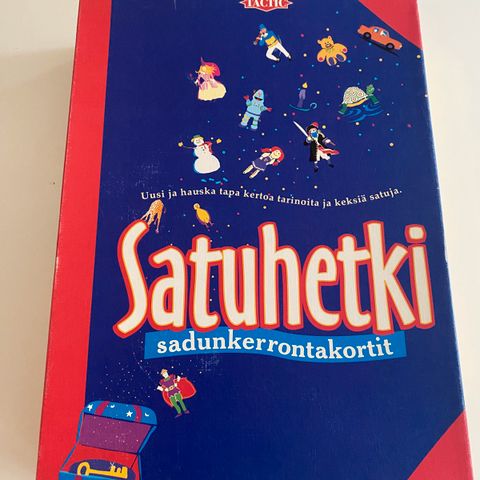 TACTIC
Uusi ja hauska tapa kertoa tarinoita ja keksiä satuja.
Satuhetki
sadunkerrontakortit